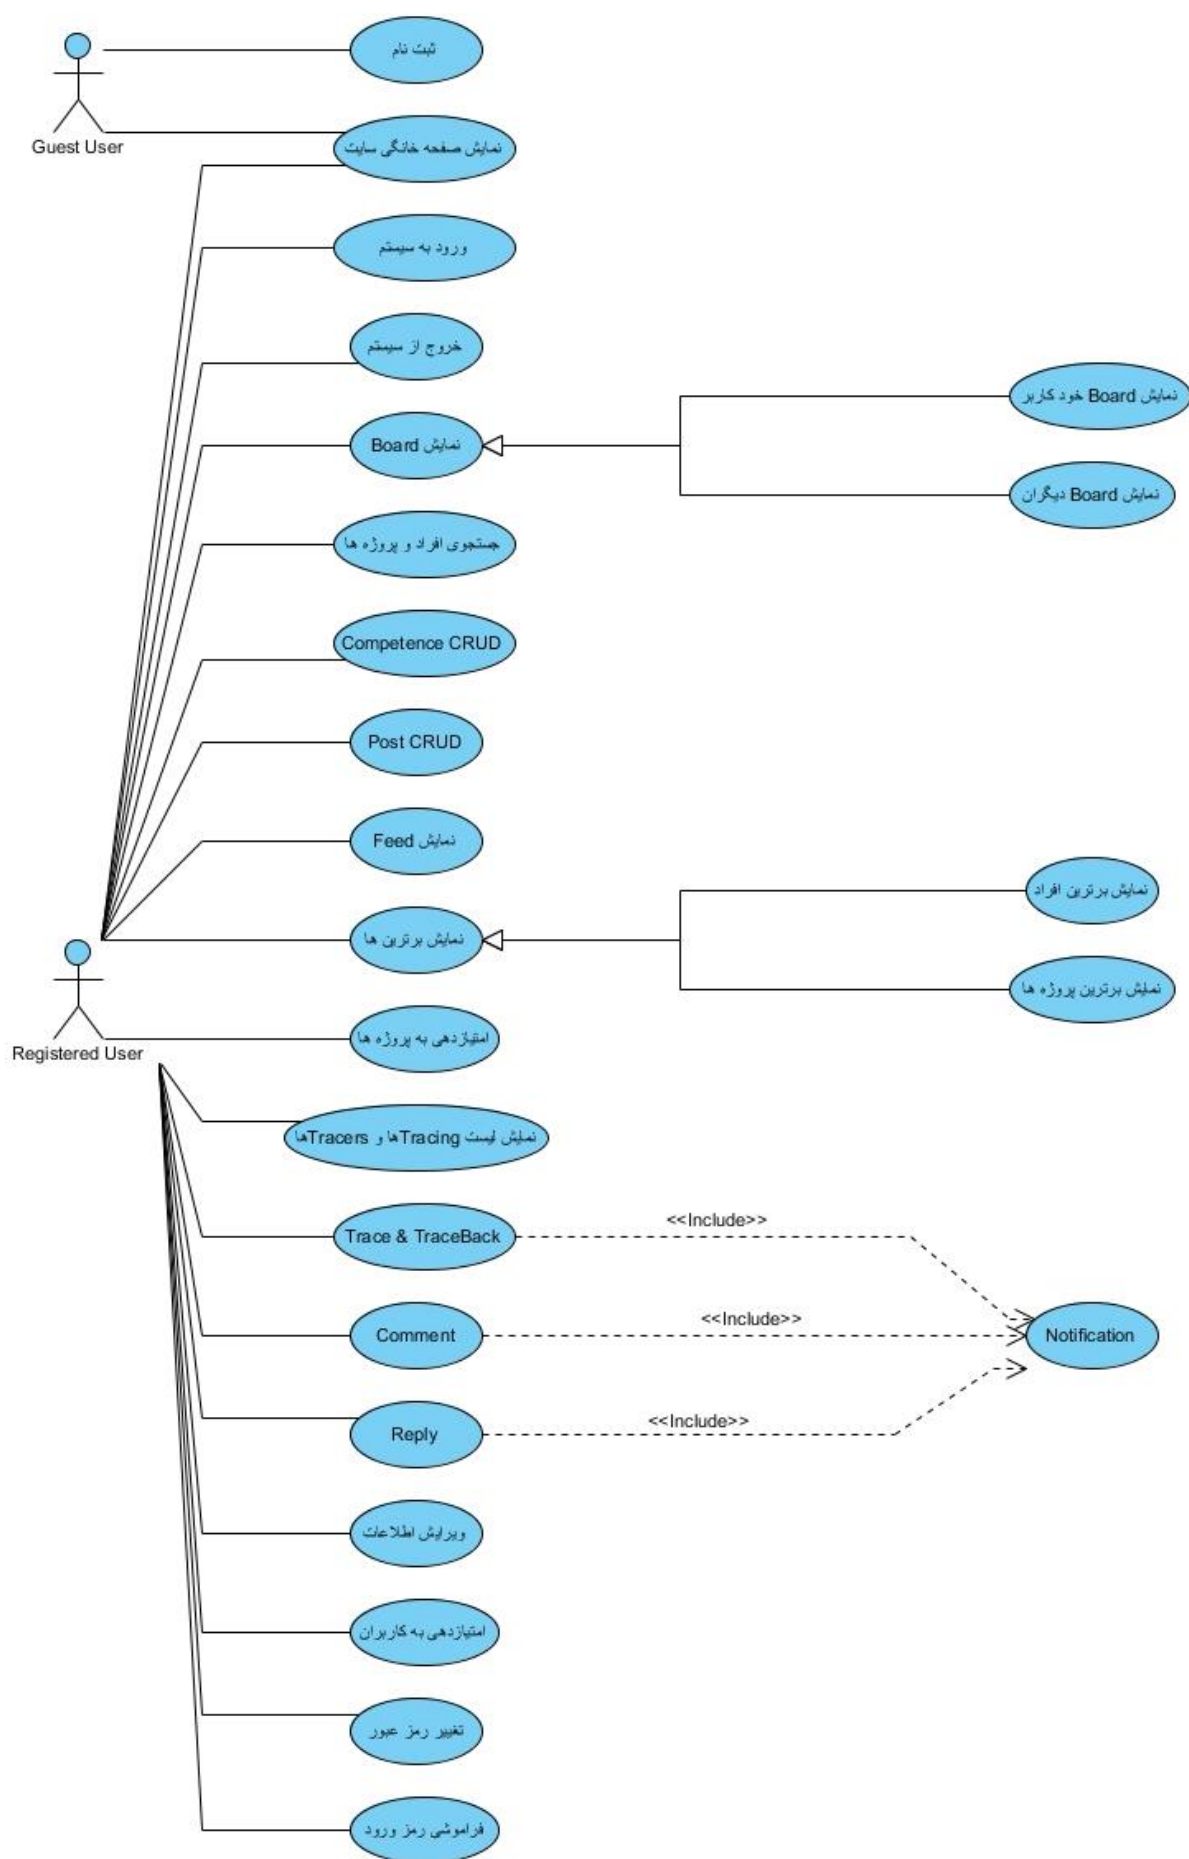 ثبت نام
Guest User
نمایش صفحه خانگی سایت
ورود به سیستم
خروج از سیستم
نمایش Board خود کاربر
نمایش Board
نمایش Board دیگران
جستجوی افراد و پروژه ها
Competence CRUD
Post CRUD
نمایش Feed
نمایش برترین افراد
نمایش برترین ها
نمایش برترین پروژه ها
امتیازدهی به پروژه ها
Registered User
نمایش لیست Tracingها و Tracersها
<<Include>>
Trace & TraceBack
<<Include>>
Comment
Notification
<<Include>>
Reply
ویرایش اطلاعات
امتیازدهی به کاربران
تغییر رمز عبور
فراموشی رمز ورود